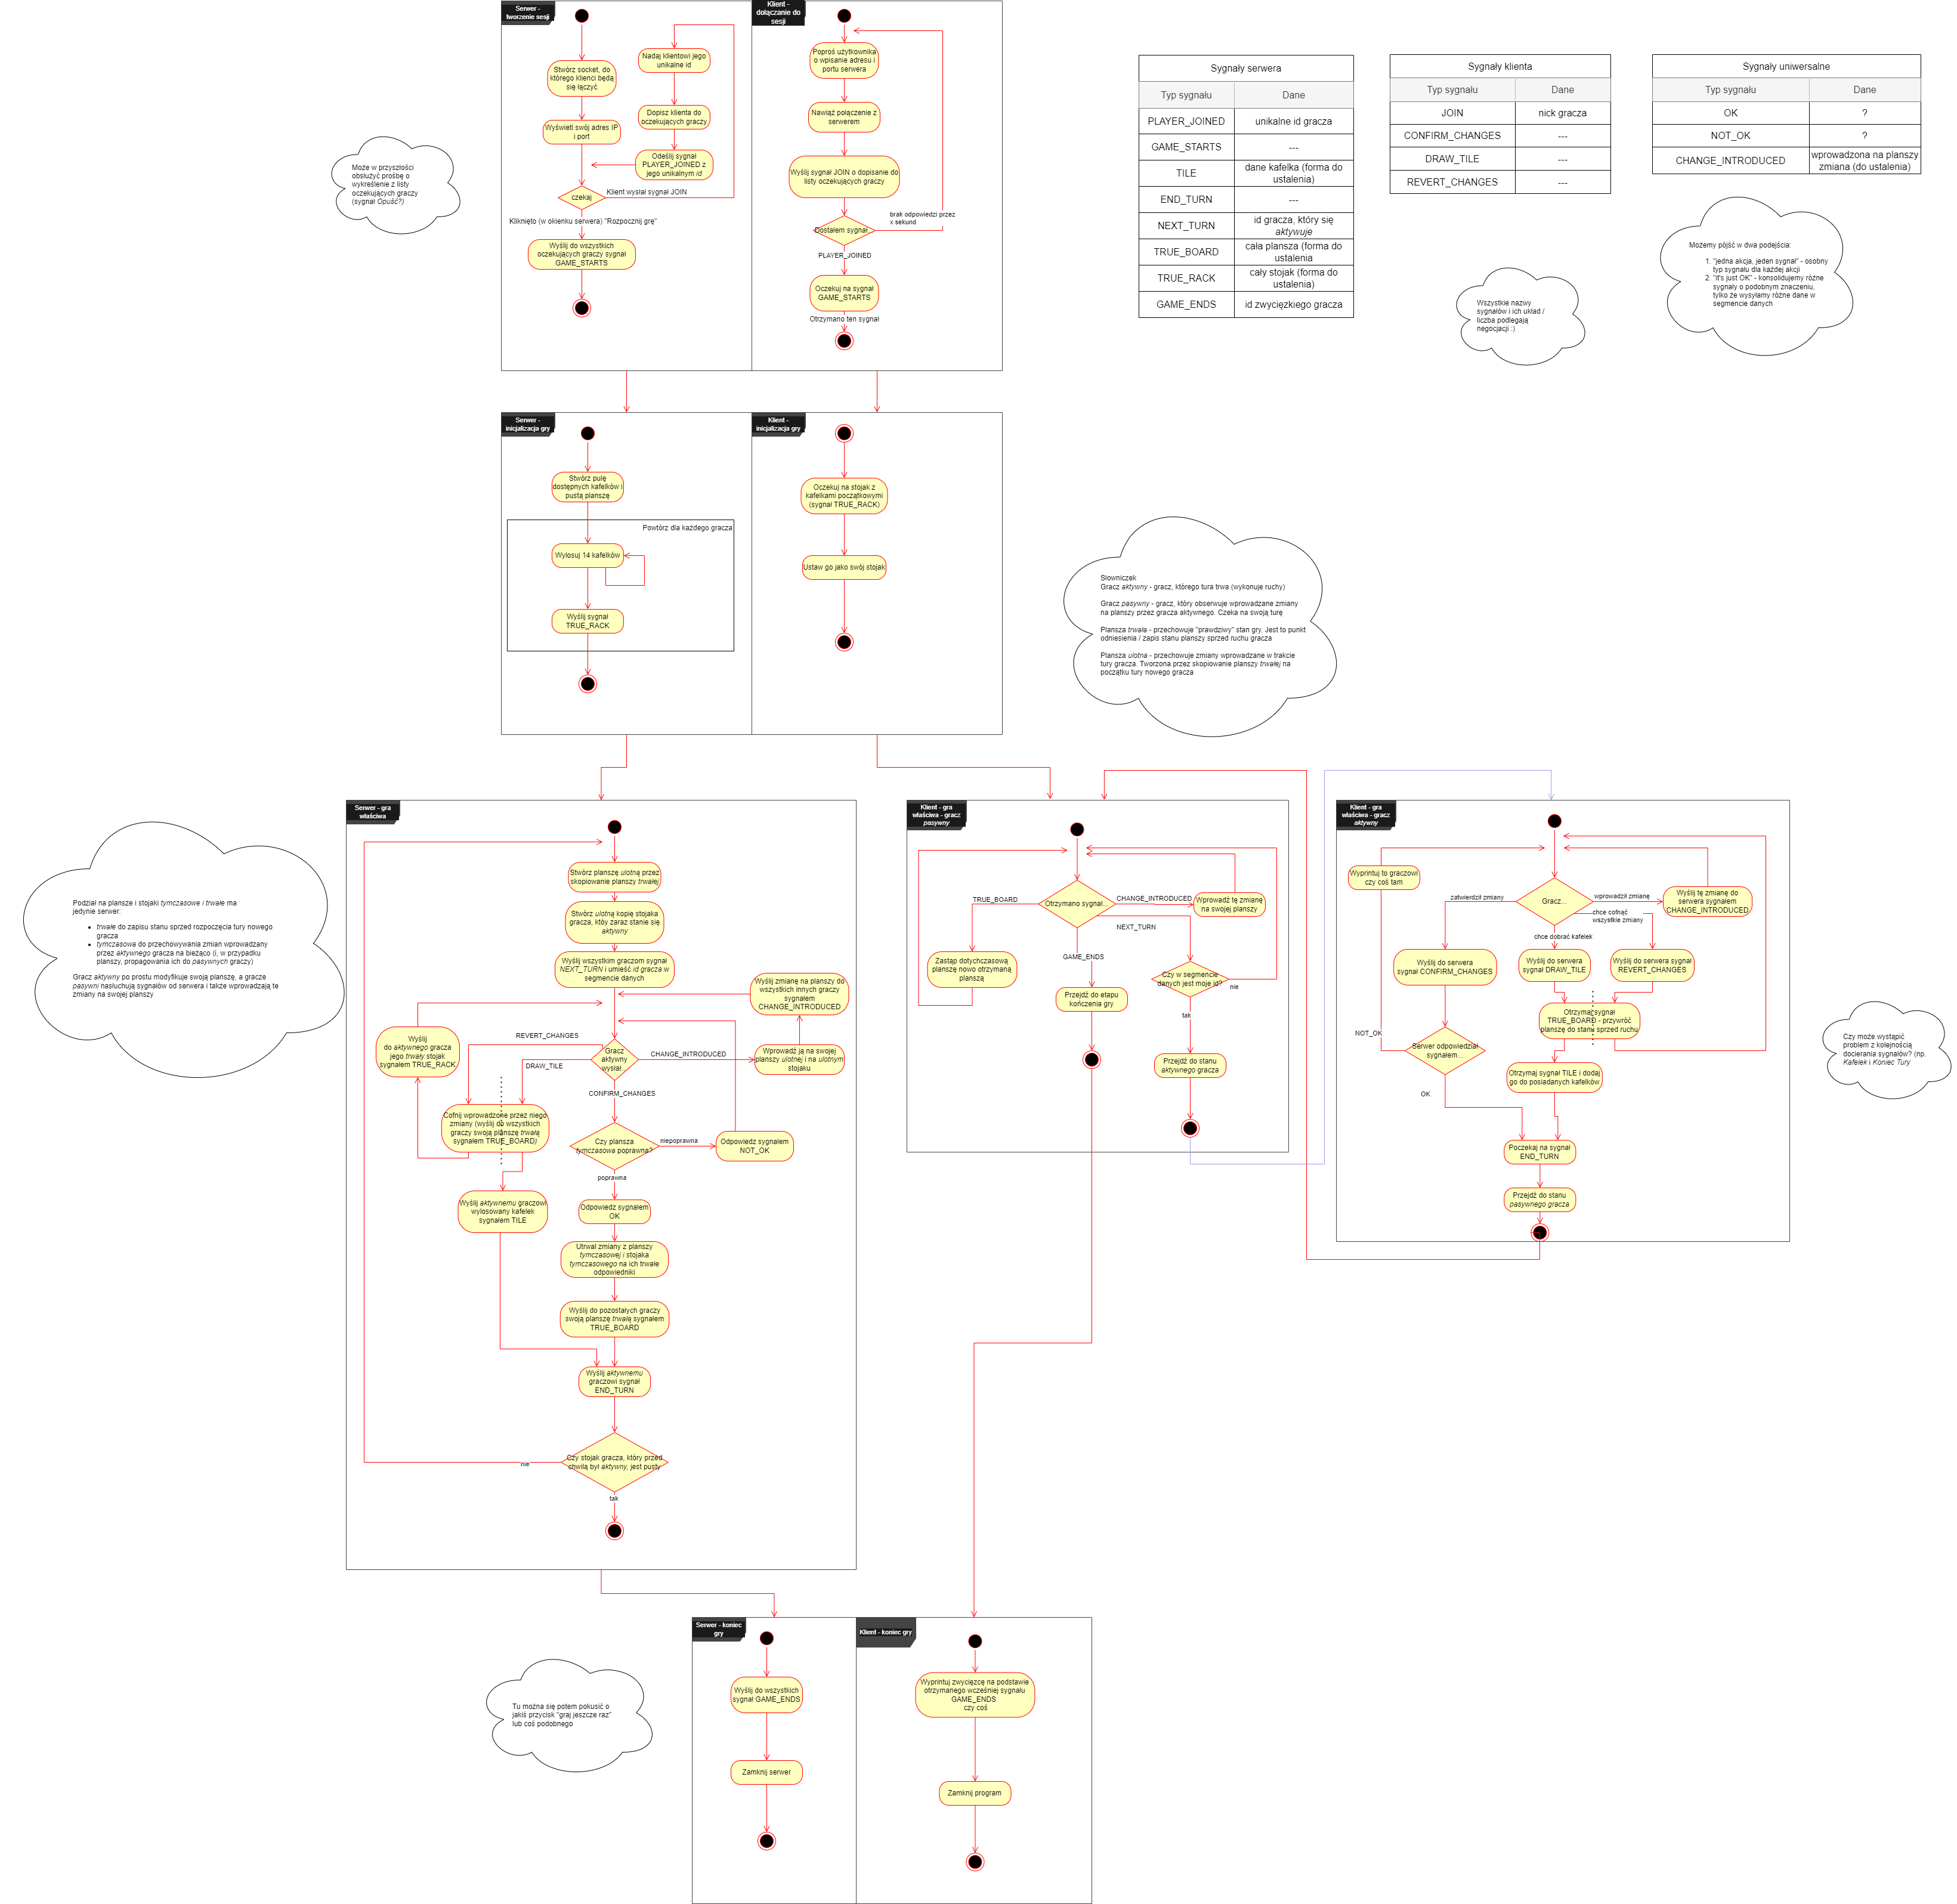 Serwer -
tworzenie sesji
Stwórz socket, do
którego klienci będą
się łączyć
Wyświetl swój adres IP
i port
czekaj
Klient wysłał sygnał JOIN
Nadaj klientowi jego
unikalne id
Dopisz klienta do
oczekujących graczy
Odeślij sygnał
PLAYER_JOINED z
jego unikalnym id
Kliknięto (w okienku serwera) "Rozpocznij grę"
Wyślij do wszystkich
oczekujących graczy sygnał
GAME_STARTS
Klient -
dołączanie do
sesji
Poproś użytkownika
o wpisanie adresu i
portu serwera
Nawiąż połączenie z
serwerem
Wyślij sygnał JOIN o dopisanie do
listy oczekujących graczy
Dostałem sygnał...
brak odpowiedzi przez
x sekund
PLAYER_JOINED
Oczekuj na sygnał
GAME_STARTS
Otrzymano ten sygnał
Może w przyszłości
obsłużyć prośbę o
wykreślenie z listy
oczekujących graczy
(sygnał Opuść?)
Sygnały serwera
Typ sygnału Dane
PLAYER_JOINED unikalne id gracza
GAME_STARTS ---
TILE dane kafelka (forma do
ustalenia)
END_TURN ---
NEXT_TURN id gracza, który się
aktywuje
TRUE_BOARD cała plansza (forma do
ustalenia
TRUE_RACK cały stojak (forma do
ustalenia)
GAME_ENDS id zwycięzkiego gracza
Sygnały klienta
Typ sygnału Dane
JOIN nick gracza
CONFIRM_CHANGES ---
DRAW_TILE ---
REVERT_CHANGES ---
Sygnały uniwersalne
Typ sygnału Dane
OK ?
NOT_OK ?
CHANGE_INTRODUCED wprowadzona na planszy
zmiana (do ustalenia)
Wszystkie nazwy
sygnałów i ich układ /
liczba podlegają
negocjacji :)
Możemy pójść w dwa podejścia:
1. "jedna akcja, jeden sygnał" - osobny
typ sygnału dla każdej akcji
2. "it's just OK" - konsolidujemy różne
sygnały o podobnym znaczeniu,
tylko że wysyłamy różne dane w
segmencie danych
Serwer -
inicjalizacja gry
Stwórz pulę
dostępnych kafelków i
pustą planszę
Powtórz dla każdego gracza
Wylosuj 14 kafelków
Wyślij sygnał
TRUE_RACK
Klient -
inicjalizacja gry
Oczekuj na stojak z
kafelkami początkowymi
(sygnał TRUE_RACK)
Ustaw go jako swój stojak
Słowniczek
Gracz aktywny - gracz, którego tura trwa (wykonuje ruchy)
Gracz pasywny - gracz, który obserwuje wprowadzane zmiany
na planszy przez gracza aktywnego. Czeka na swoją turę
Plansza trwała - przechowuje "prawdziwy" stan gry. Jest to punkt
odniesienia / zapis stanu planszy sprzed ruchu gracza
Plansza ulotna - przechowuje zmiany wprowadzane w trakcie
tury gracza. Tworzona przez skopiowanie planszy trwałej na
początku tury nowego gracza
Podział na plansze i stojaki tymczasowe i trwałe ma
jedynie serwer:
• trwałe do zapisu stanu sprzed rozpoczęcia tury nowego
gracza
• tymczasowa do przechowywania zmian wprowadzany
przez aktywnego gracza na bieżąco (i, w przypadku
planszy, propagowania ich do pasywnych graczy)
Gracz aktywny po prostu modyfikuje swoją planszę, a gracze
pasywni nasłuchują sygnałów od serwera i także wprowadzają te
zmiany na swojej planszy
Serwer - gra
właściwa
Stwórz planszę ulotną przez
skopiowanie planszy trwałej
Stwórz ulotną kopię stojaka
gracza, któy zaraz stanie się
aktywny
Wyślij wszystkim graczom sygnał
NEXT_TURN i umieść id gracza w
segmencie danych
Wyślij zmianę na planszy do
wszystkich innych graczy
sygnałem
CHANGE_INTRODUCED
Gracz
aktywny
wysłał...
REVERT_CHANGES
DRAW_TILE
CHANGE_INTRODUCED
CONFIRM_CHANGES
Wprowadź ją na swojej
planszy ulotnej i na ulotnym
stojaku
Wyślij
do aktywnego gracza
jego trwały stojak
sygnałem TRUE_RACK
Cofnij wprowadzone przez niego
zmiany (wyślij do wszystkich
graczy swoją planszę trwałą
sygnałem TRUE_BOARD)
Czy plansza
tymczasowa poprawna?
niepoprawna
Odpowiedz sygnałem
NOT_OK
poprawna
Wyślij aktywnemu graczowi
wylosowany kafelek
sygnałem TILE
Odpowiedz sygnałem
OK
Utrwal zmiany z planszy
tymczasowej i stojaka
tymczasowego na ich trwałe
odpowiedniki
Wyślij do pozostałych graczy
swoją planszę trwałą sygnałem
TRUE_BOARD
Wyślij aktywnemu
graczowi sygnał
END_TURN
Czy stojak gracza, który przed
chwilą był aktywny, jest pusty
nie
tak
Klient - gra
właściwa - gracz
pasywny
Otrzymano sygnał...
TRUE_BOARD
CHANGE_INTRODUCED
NEXT_TURN
GAME_ENDS
Wprowadź tę zmianę
na swojej planszy
Zastąp dotychczasową
planszę nowo otrzymaną
planszą
Czy w segmencie
danych jest moje id?
nie
tak
Przejdź do etapu
kończenia gry
Przejdź do stanu
aktywnego gracza
Klient - gra
właściwa - gracz
aktywny
Wyprintuj to graczowi
czy coś tam
Gracz...
zatwierdził zmiany
wprowadził zmianę
chce cofnąć
wszystkie zmiany
chce dobrać kafelek
Wyślij tę zmianę do
serwera sygnałem
CHANGE_INTRODUCED
Wyślij do serwera
sygnał CONFIRM_CHANGES
Wyślij do serwera
sygnał DRAW_TILE
Wyślij do serwera sygnał
REVERT_CHANGES
Otrzymaj sygnał
TRUE_BOARD - przywróć
planszę do stanu sprzed ruchu
NOT_OK
Serwer odpowiedział
sygnałem...
OK
Otrzymaj sygnał TILE i dodaj
go do posiadanych kafelków
Poczekaj na sygnał
END_TURN
Przejdź do stanu
pasywnego gracza
Czy może wystąpić
problem z kolejnością
docierania sygnałów? (np.
Kafelek i Koniec Tury
Serwer - koniec
gry
Wyślij do wszystkich
sygnał GAME_ENDS
Zamknij serwer
Klient - koniec gry
Wyprintuj zwycięzcę na podstawie
otrzymanego wcześniej sygnału
GAME_ENDS
czy coś
Zamknij program
Tu można się potem pokusić o
jakiś przycisk "graj jeszcze raz"
lub coś podobnego